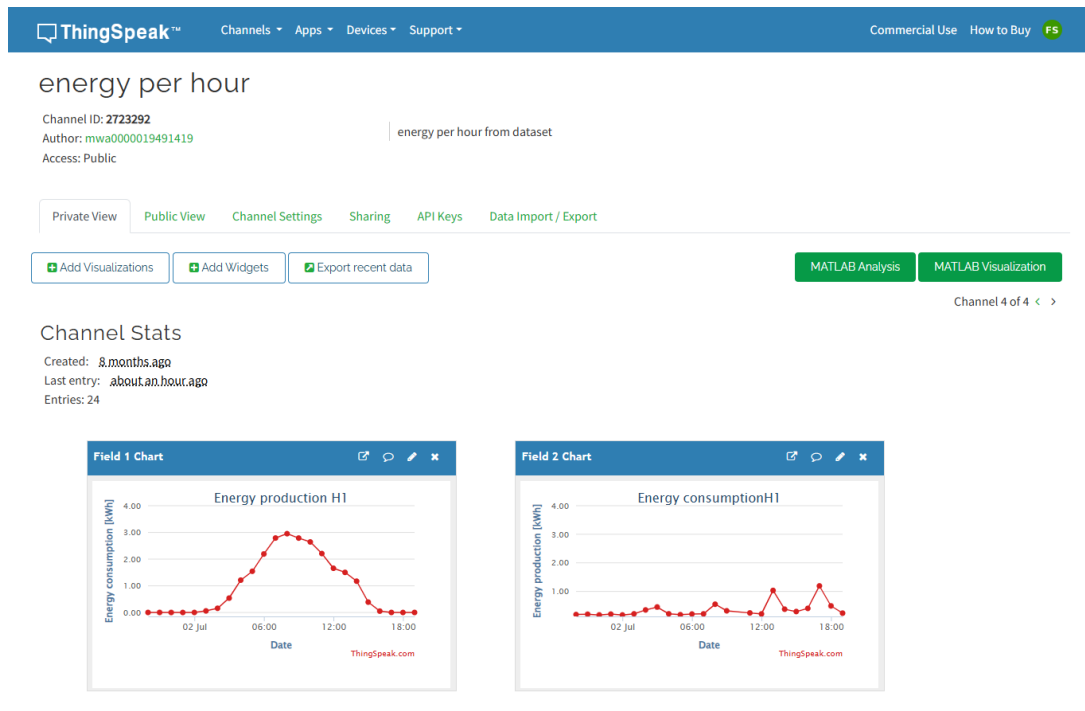 ThingSpeak™ Channels Apps Devices Support Commercial Use How to Buy FS
energy per hour
Channel ID: 2723292
Author: mwa0000019491419
Access: Public
energy per hour from dataset
Private View Public View Channel Settings Sharing API Keys Data Import / Export
Add Visualizations Add Widgets Export recent data MATLAB Analysis MATLAB Visualization
Channel 4 of 4 < >
Channel Stats
Created: 8 months ago
Last entry: about an hour ago
Entries: 24
Field 1 Chart
Energy production H1
Energy consumption [kWh]
4.00
3.00
2.00
1.00
0.00
02 Jul 06:00 12:00 18:00
Date
ThingSpeak.com
Field 2 Chart
Energy consumptionH1
Energy production [kWh]
4.00
3.00
2.00
1.00
02 Jul 06:00 12:00 18:00
Date
ThingSpeak.com